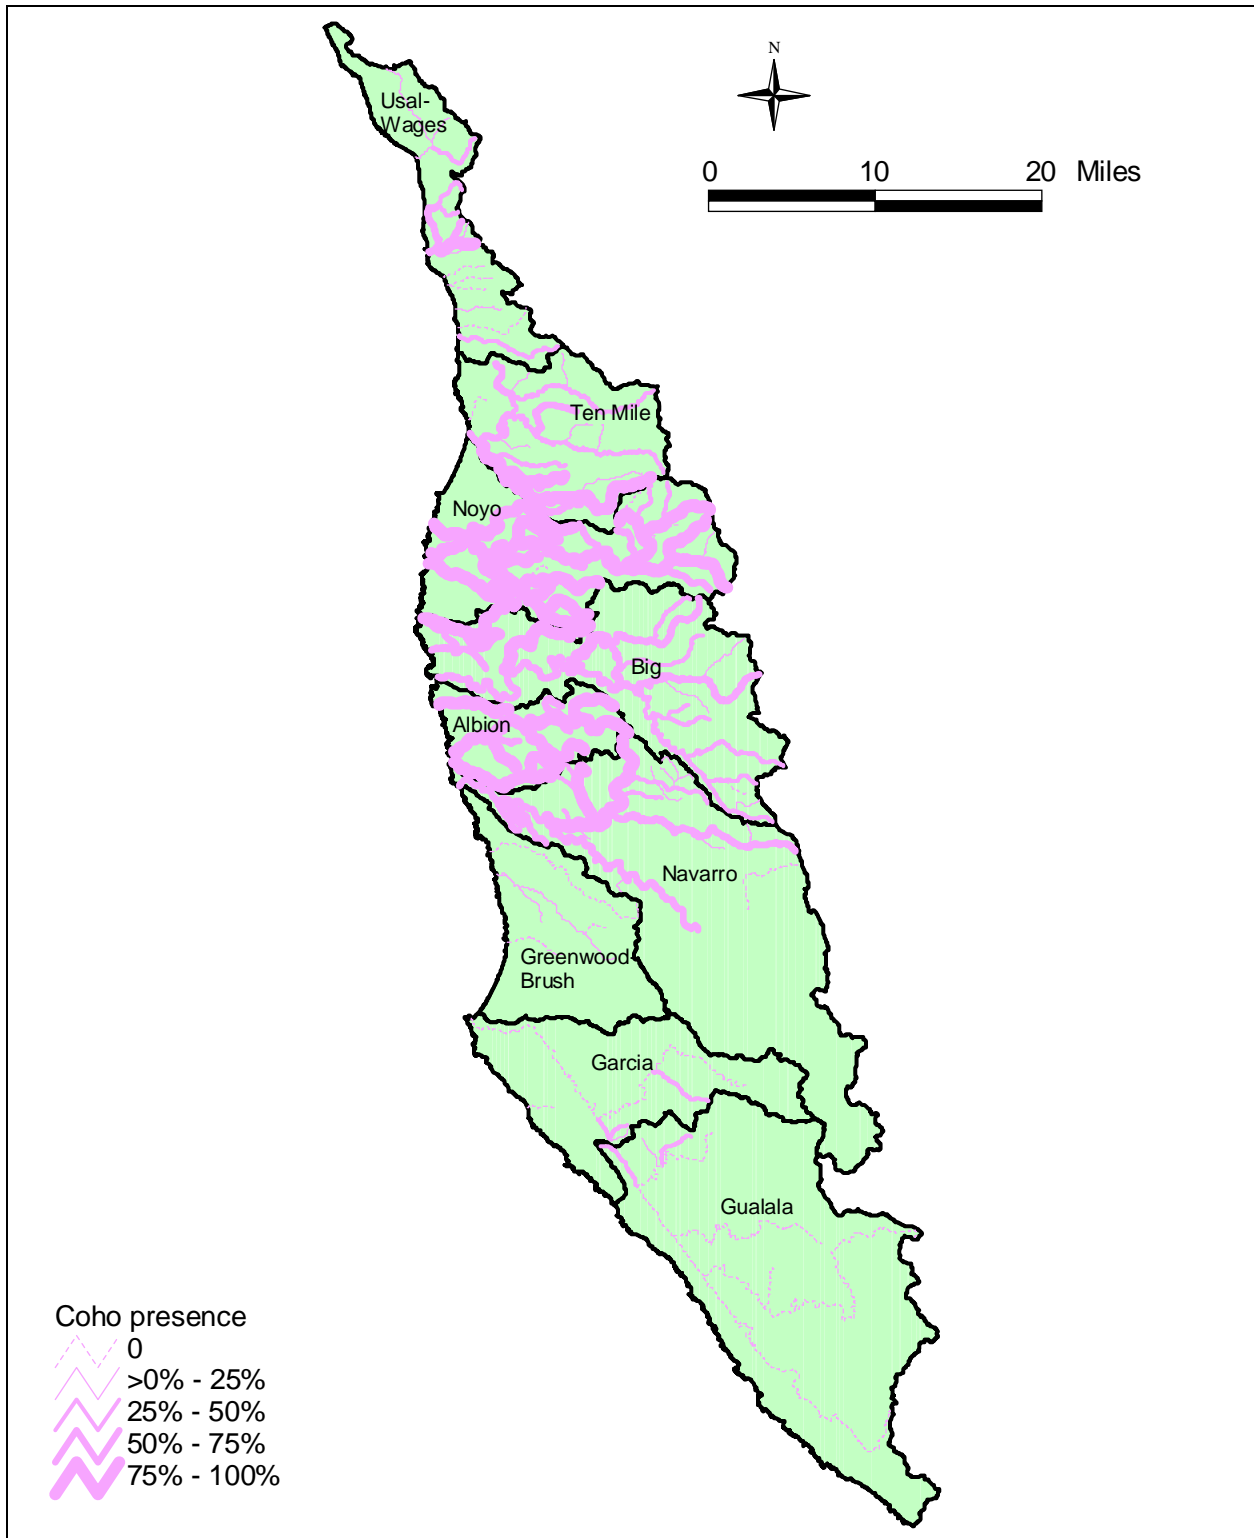 N
0 10 20 Miles
Usal-
Wages
Ten Mile
Noyo
Big
Albion
Navarro
Greenwood-
Brush
Garcia
Gualala
Coho presence
0
>0% - 25%
25% - 50%
50% - 75%
75% - 100%